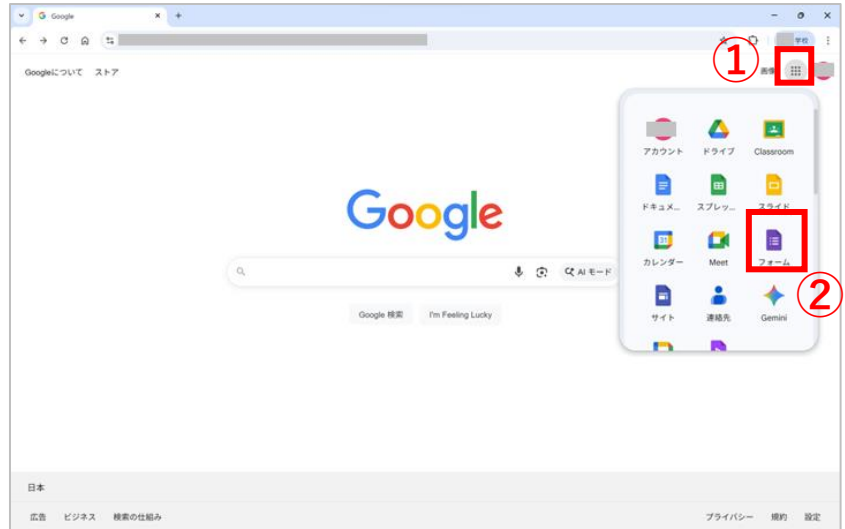 Google
学校
①
Googleについて ストア
画像
アカウント ドライブ Classroom
ドキュメ... スプレッ... スライド
カレンダー Meet フォーム
②
サイト 連絡先 Gemini
Google
AI モード
Google 検索 I'm Feeling Lucky
日本
広告 ビジネス 検索の仕組み プライバシー 規約 設定